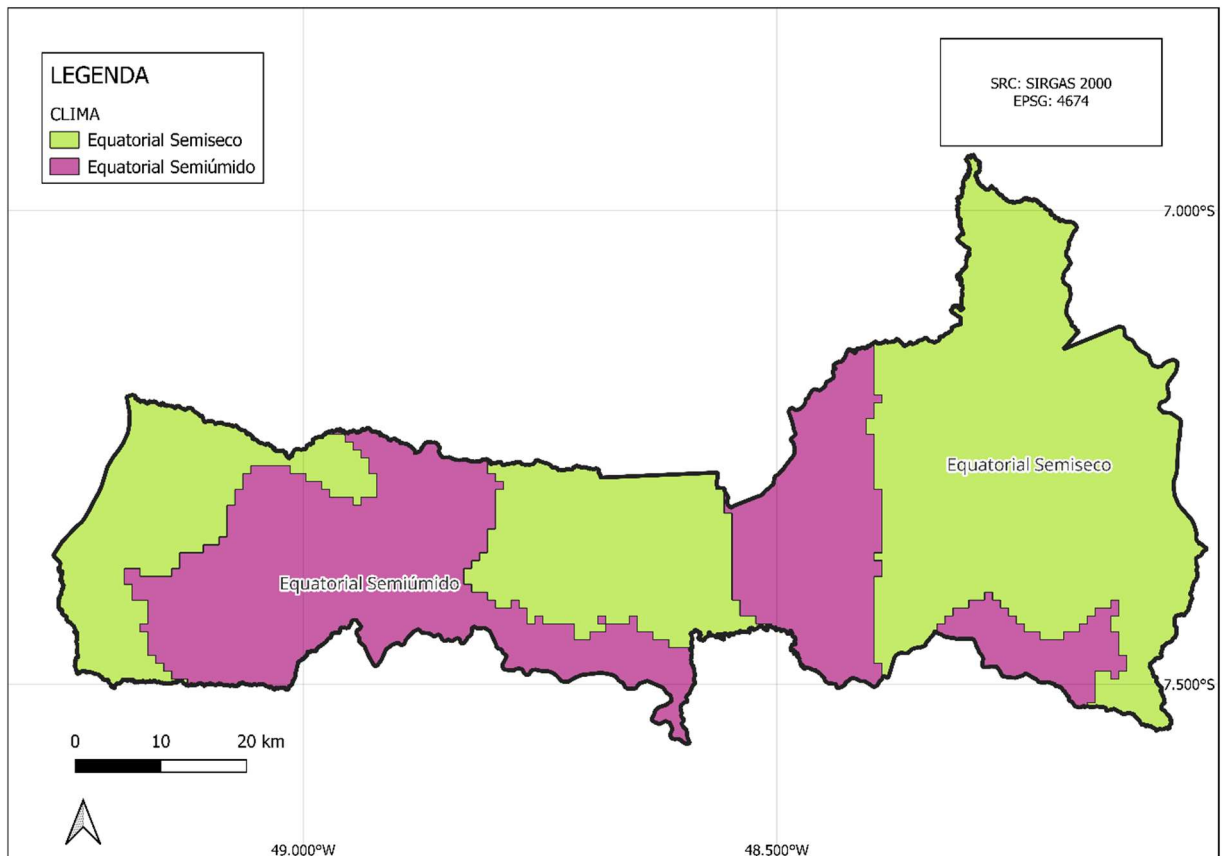 LEGENDA
CLIMA
Equatorial Semiseco
Equatorial Semiúmido
SRC: SIRGAS 2000
EPSG: 4674
7.000°S
Equatorial Semiseco
Equatorial Semiúmido
7.500°S
0 10 20 km
49.000°W 48.500°W